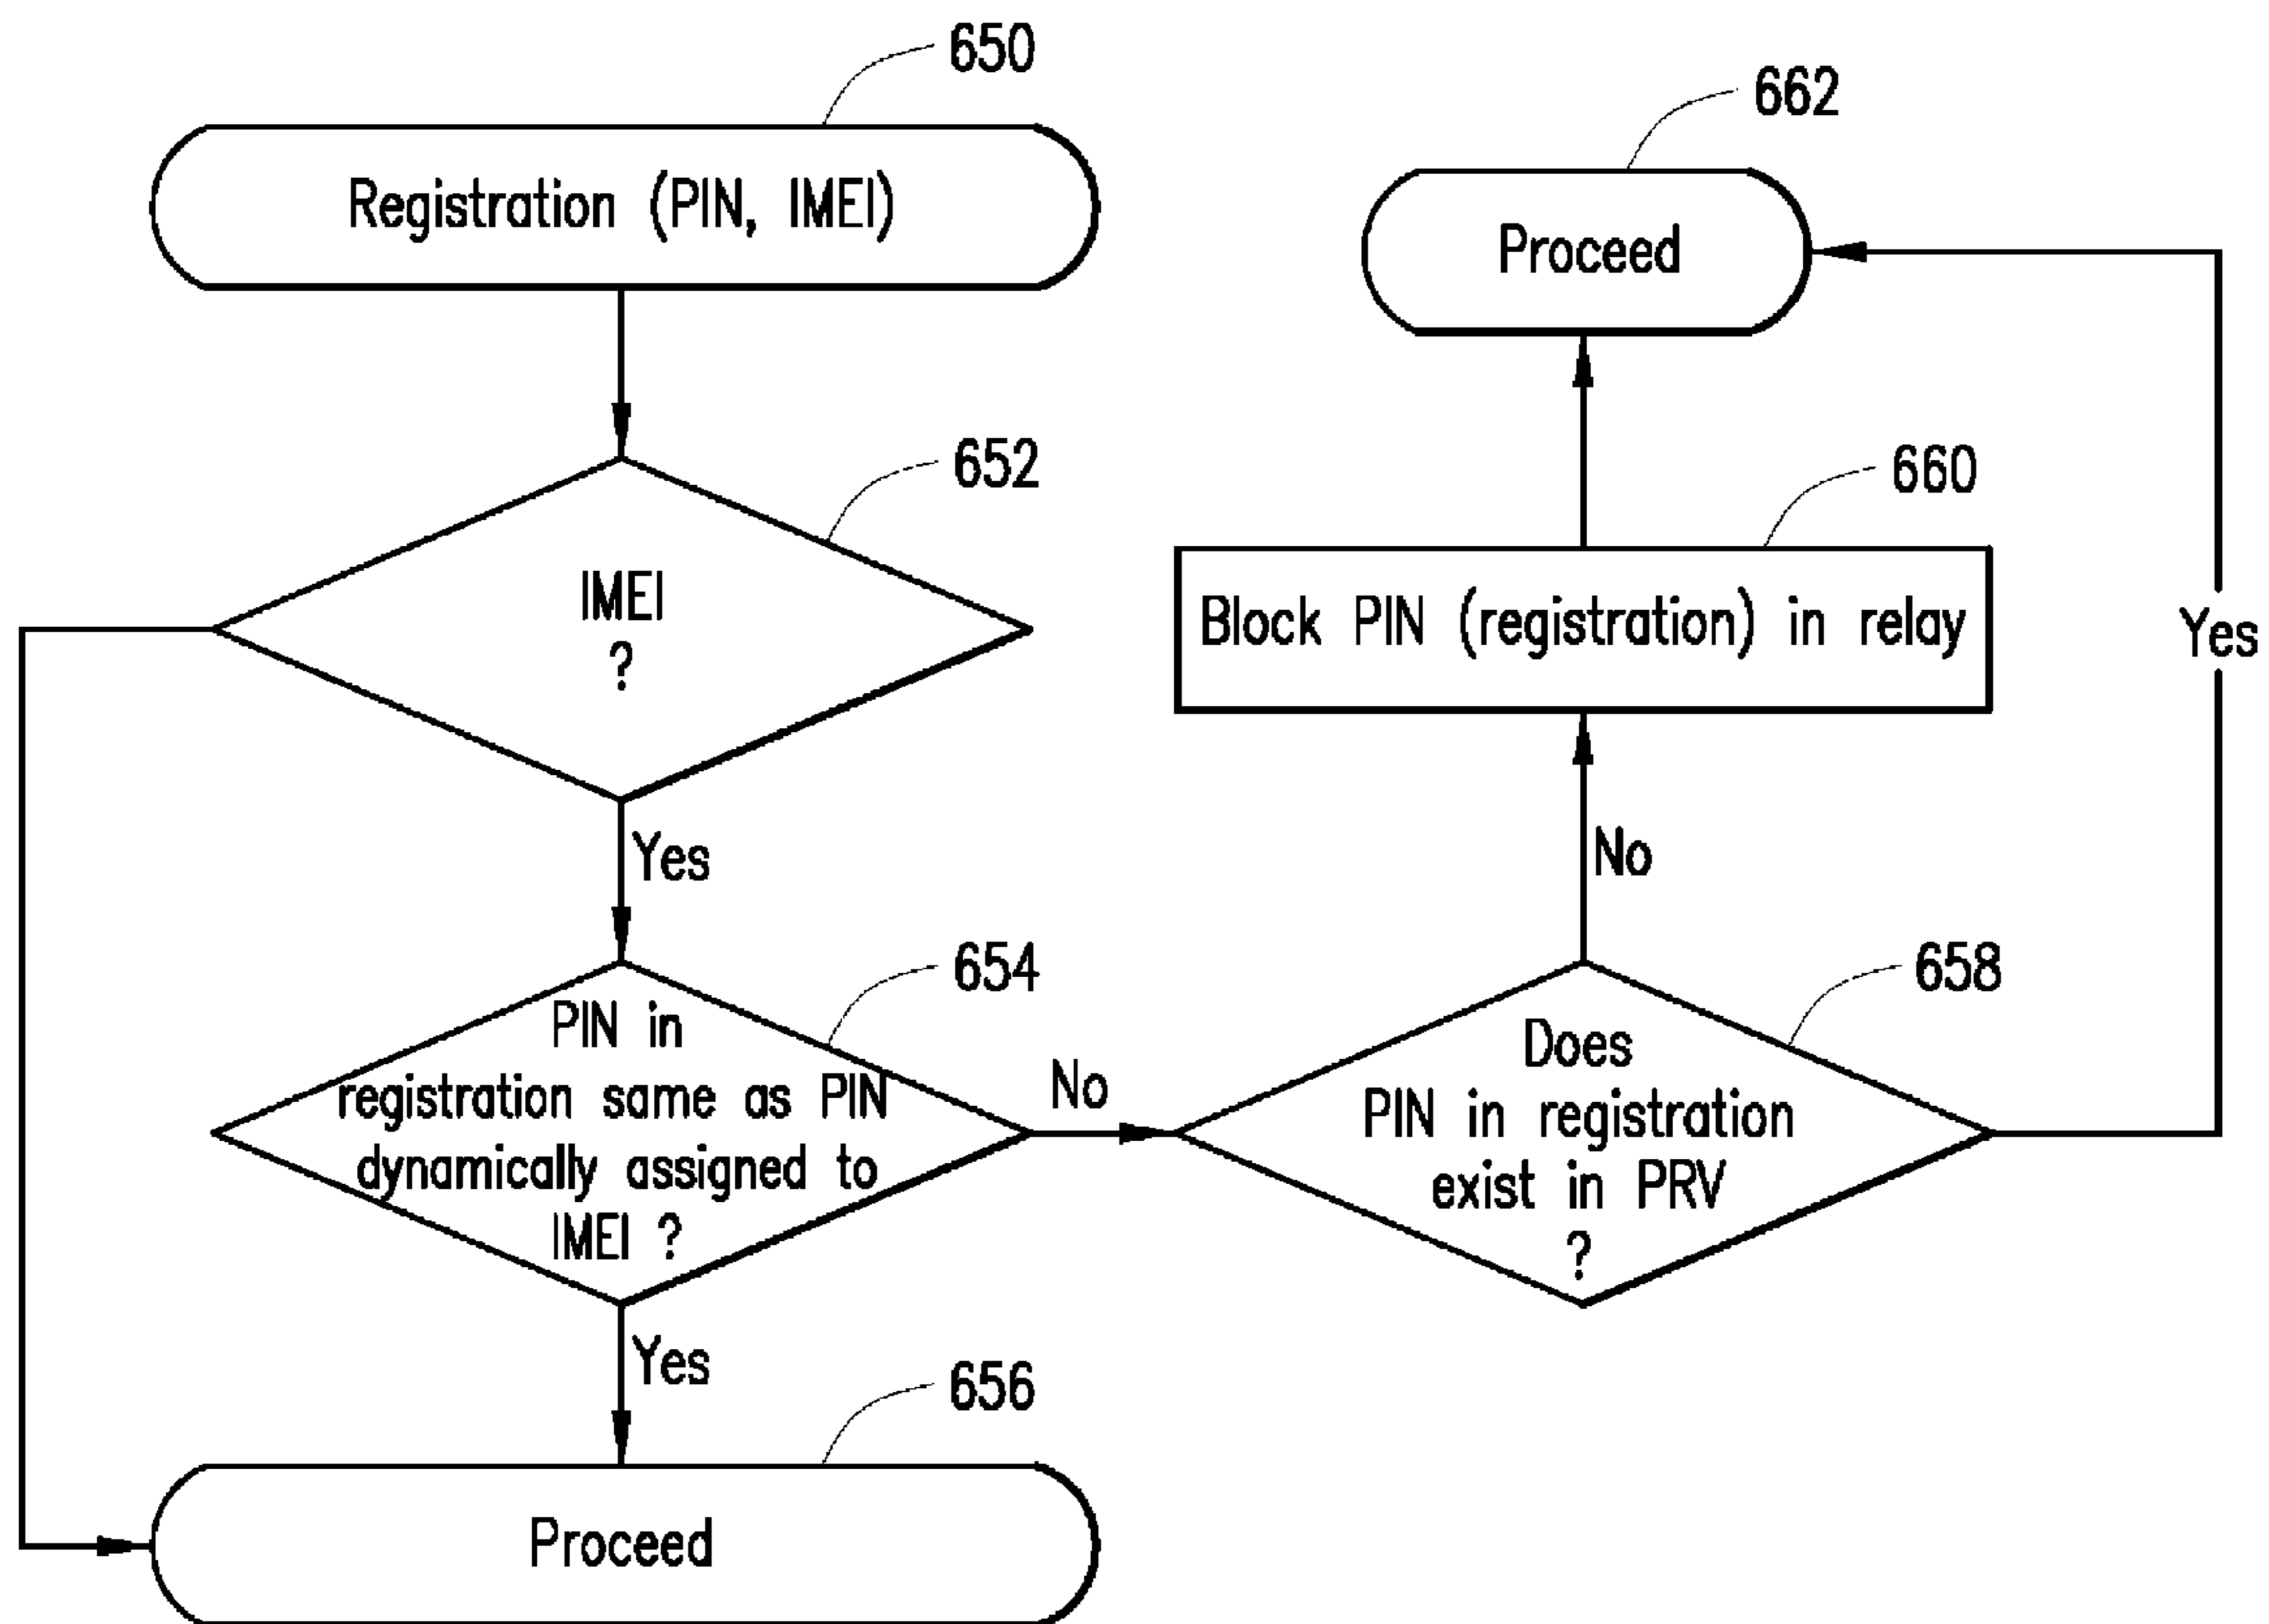 650
Registration (PIN, IMEI)
652
IMEI
?
Yes
654
PIN in
registration same as PIN
dynamically assigned to
IMEI ?
No
Yes
656
Proceed
662
Proceed
660
Block PIN (registration) in relay
Yes
No
658
Does
PIN in registration
exist in PRV
?